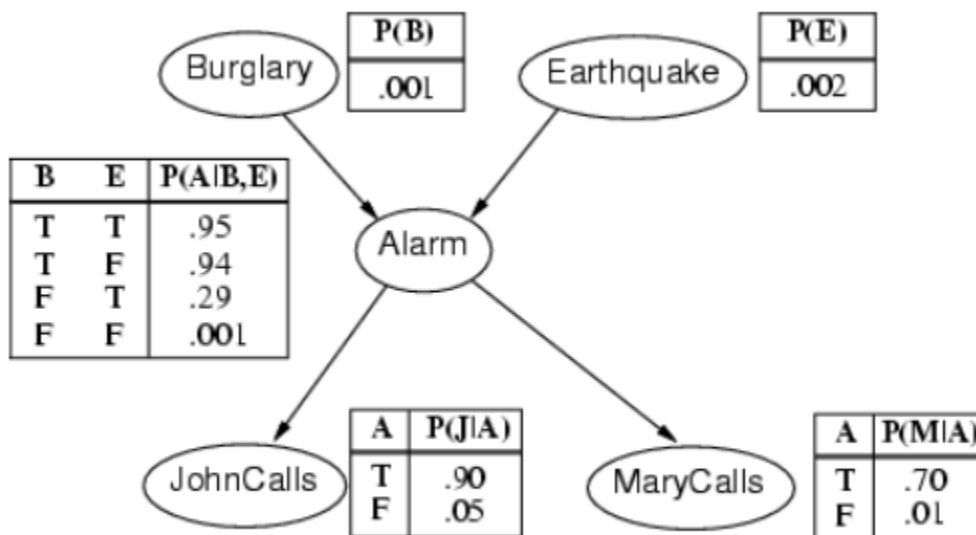 Burglary
P(B)
.001
Earthquake
P(E)
.002
B E P(A|B,E)
T T .95
T F .94
F T .29
F F .001
Alarm
JohnCalls
A P(J|A)
T .90
F .05
MaryCalls
A P(M|A)
T .70
F .01